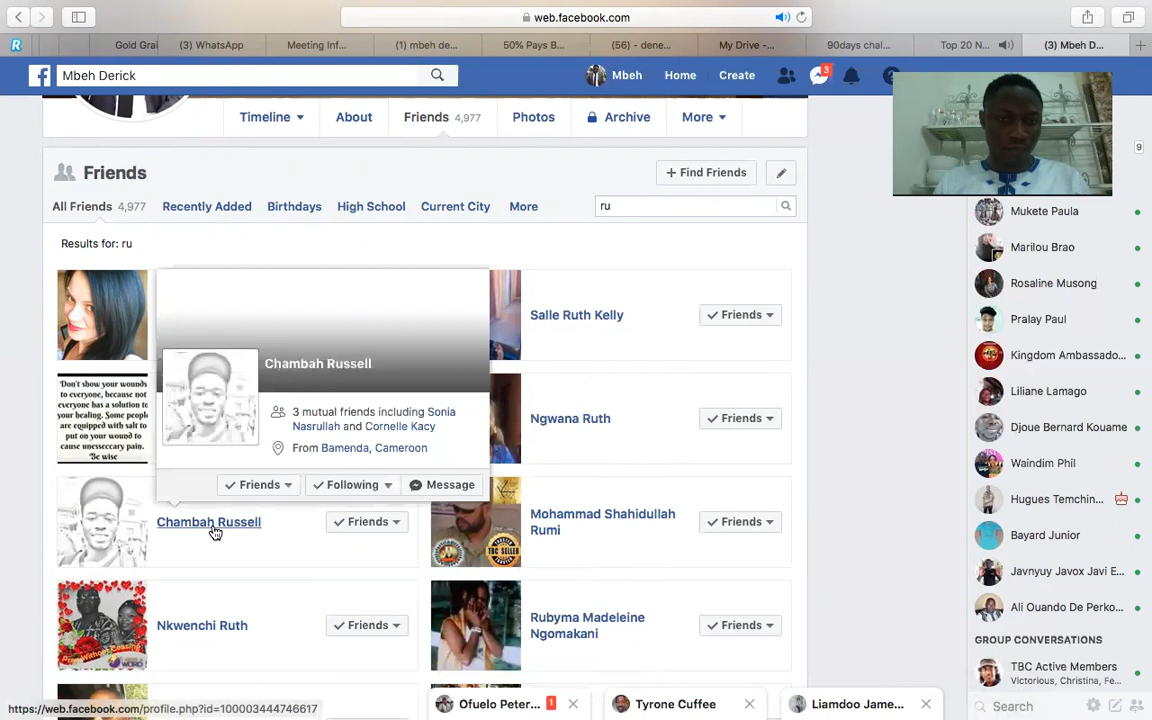 web.facebook.com
R
Gold Grai
(3) WhatsApp
Meeting Inf...
(1) mbeh de...
50% Pays B...
(56) - dene...
My Drive -...
90days chal...
Top 20 N...
(3) Mbeh D...
Mbeh Derick
Mbeh
Home
Create
3
Timeline
About
Friends 4,977
Photos
Archive
More
9
Friends
+ Find Friends
All Friends 4,977
Recently Added
Birthdays
High School
Current City
More
ru
Results for: ru
Salle Ruth Kelly
Friends
Chambah Russell
3 mutual friends including Sonia
Nasrullah and Cornelle Kacy
From Bamenda, Cameroon
Friends
Following
Message
"Don't show your wounds
to everyone, because not
everyone has a solution to
your healing. Some people
are equipped with salt to
put on your wound to
cause unessecary pain.
Be wise
Ngwana Ruth
Friends
Chambah Russell
Friends
Mohammad Shahidullah
Rumi
TBC SELLER
Friends
Nkwenchi Ruth
Friends
Pray Without Ceasing
Rubyma Madeleine
Ngomakani
Friends
Mukete Paula
Marilou Brao
Rosaline Musong
Pralay Paul
Kingdom Ambassado...
Liliane Lamago
Djoue Bernard Kouame
Waindim Phil
Hugues Temchin...
Bayard Junior
Javnyuy Javox Javi E...
Ali Ouando De Perko...
GROUP CONVERSATIONS
TBC Active Members
Victorious, Christina, Fe...
Search
https://web.facebook.com/profile.php?id=100003444746617
Ofuelo Peter... 1
Tyrone Cuffee
Liamdoo Jame...